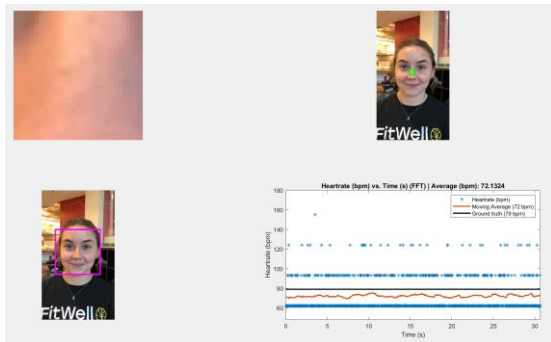 FitWell
FitWell
Heartrate (bpm) vs. Time (s) (FFT) | Average (bpm): 72.1324
180
160
140
120
100
80
60
Heartrate (bpm)
Heartrate (bpm)
Moving Average (72 bpm)
Ground truth (79 bpm)
0 5 10 15 20 25 30
Time (s)